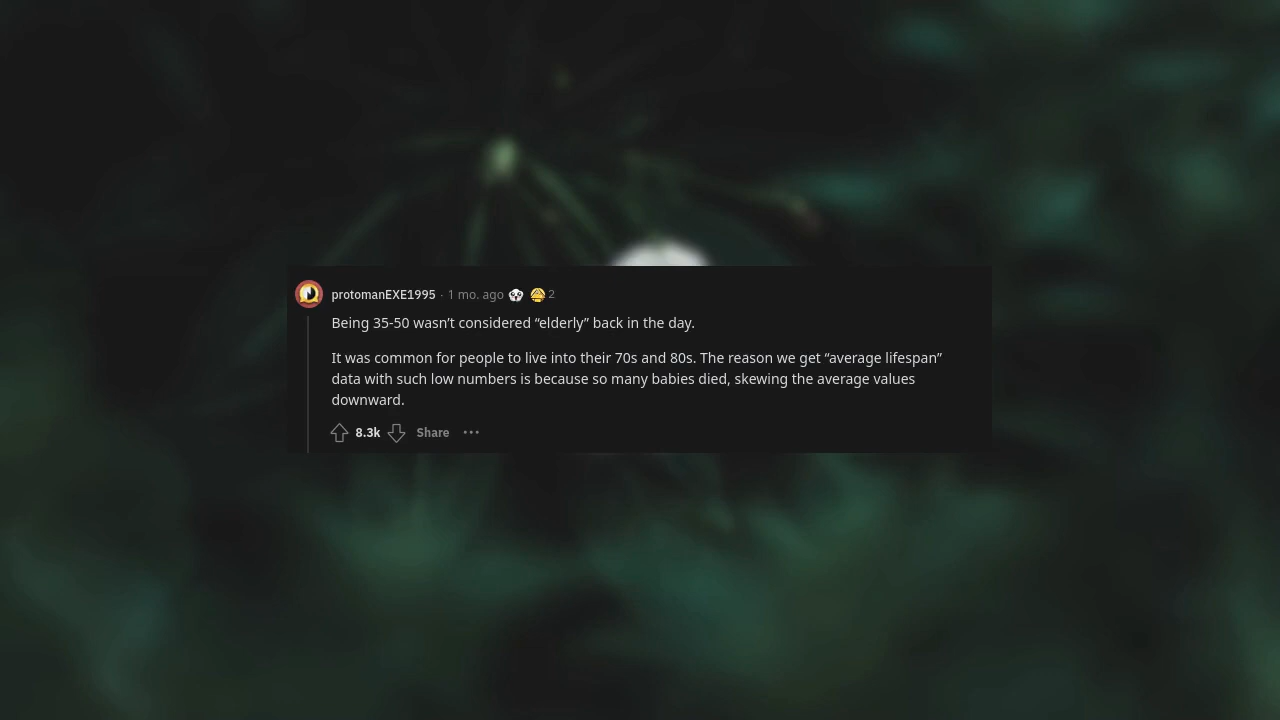 protomanEXE1995 · 1 mo. ago 2
Being 35-50 wasn’t considered “elderly” back in the day.
It was common for people to live into their 70s and 80s. The reason we get “average lifespan”
data with such low numbers is because so many babies died, skewing the average values
downward.
8.3k Share ···